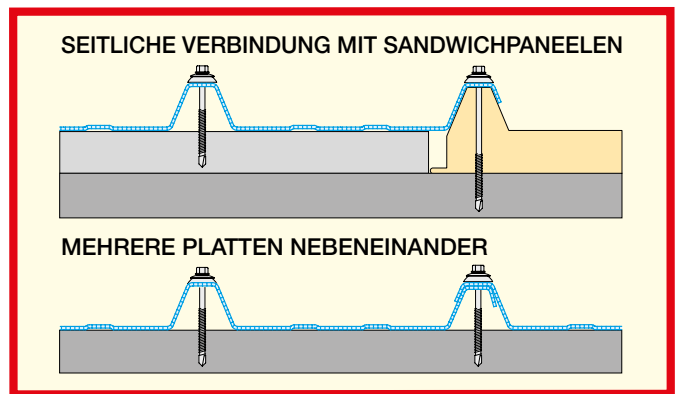 SEITLICHE VERBINDUNG MIT SANDWICHPANEELEN
MEHRERE PLATTEN NEBENEINANDER